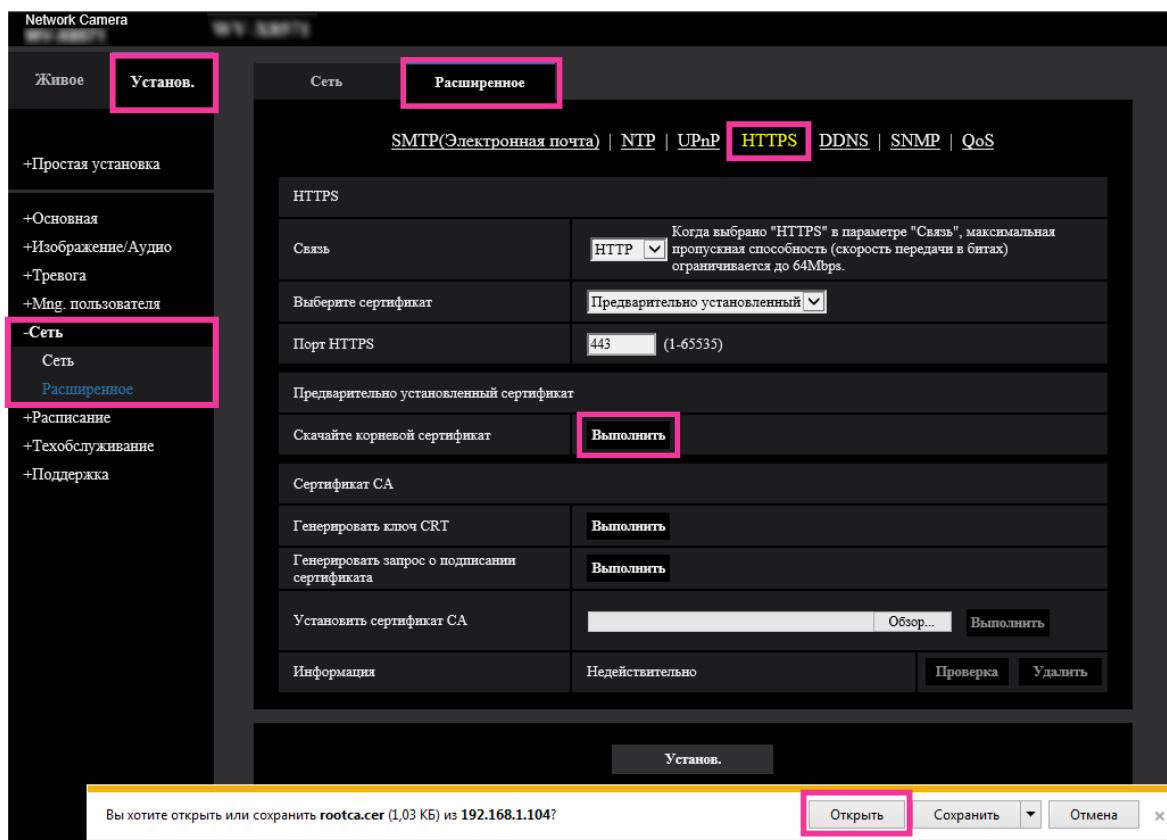 Network Camera
Живое
Установ.
+Простая установка
+Основная
+Изображение/Аудио
+Тревога
+Mng. пользователя
-Сеть
Сеть
Расширенное
+Расписание
+Техобслуживание
+Поддержка
Сеть
Расширенное
SMTP(Электронная почта) | NTP | UPnP HTTPS DDNS | SNMP | QoS
HTTPS
Связь
HTTP
Когда выбрано "HTTPS" в параметре "Связь", максимальная
пропускная способность (скорость передачи в битах)
ограничивается до 64Mbps.
Выберите сертификат
Предварительно установленный
Порт HTTPS
443 (1-65535)
Предварительно установленный сертификат
Скачайте корневой сертификат
Выполнить
Сертификат CA
Генерировать ключ CRT
Выполнить
Генерировать запрос о подписании
сертификата
Выполнить
Установить сертификат CA
Обзор...
Выполнить
Информация
Недействительно
Проверка
Удалить
Установ.
Вы хотите открыть или сохранить rootca.cer (1,03 КБ) из 192.168.1.104?
Открыть
Сохранить
Отмена